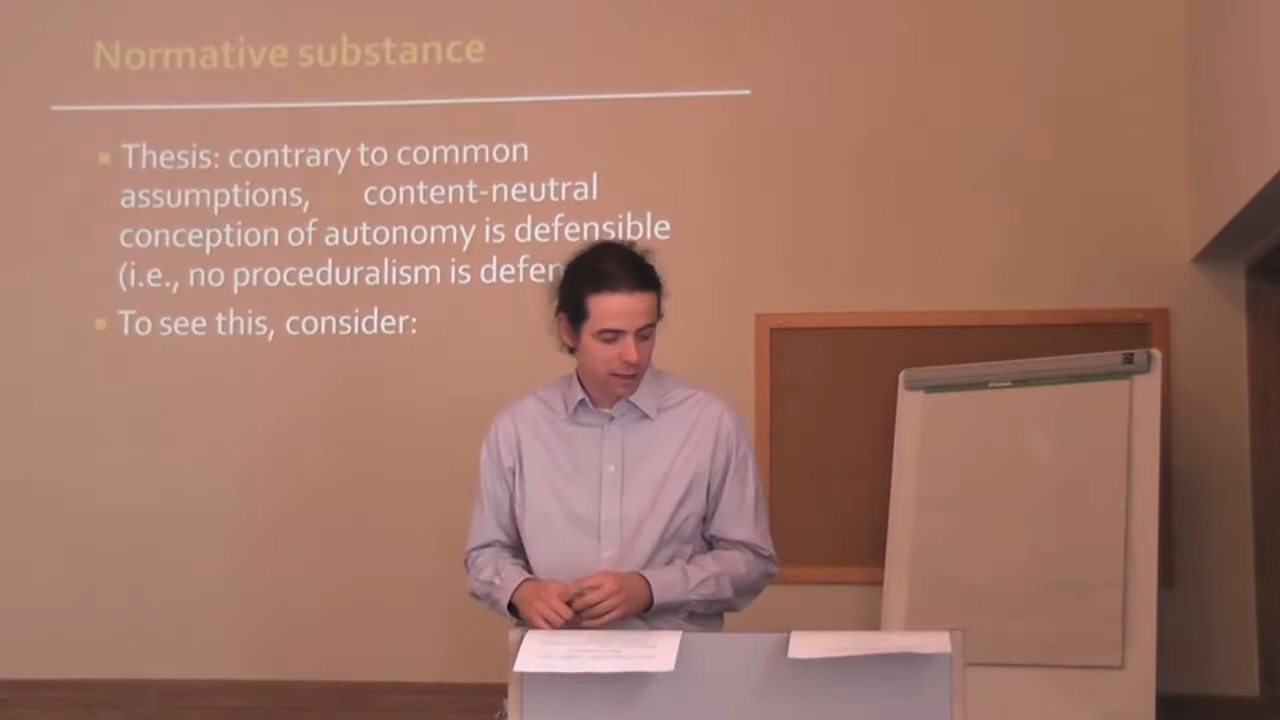 Normative substance
Thesis: contrary to common
assumptions, content-neutral
conception of autonomy is defensible
(i.e., no proceduralism is defen
To see this, consider: